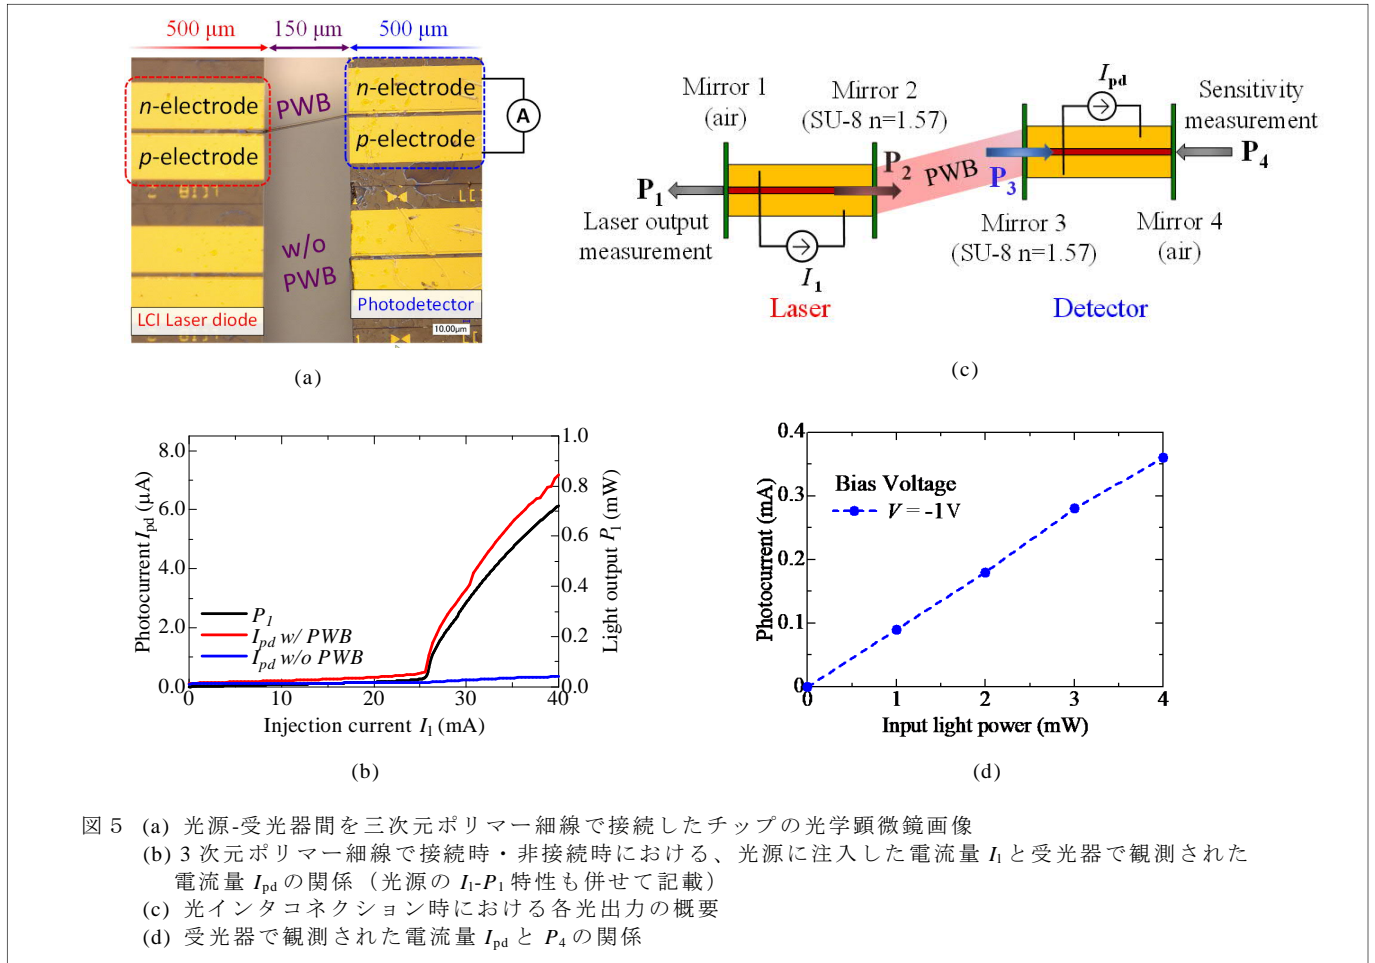 500 μm
150 μm
500 μm
n-electrode
p-electrode
PWB
n-electrode
p-electrode
A
w/o
PWB
LCI Laser diode
Photodetector
10.00μm
(a)
Mirror 1
(air)
Mirror 2
(SU-8 n=1.57)
Ipd
Sensitivity
measurement
P1
Laser output
measurement
P2
PWB
P3
P4
I1
Mirror 3
(SU-8 n=1.57)
Mirror 4
(air)
Laser
Detector
(c)
Photocurrent Ipd (μA)
8.0
6.0
4.0
2.0
0.0
1.0
0.8
0.6
0.4
0.2
0.0
Light output P1 (mW)
P1
Ipd w/ PWB
Ipd w/o PWB
0
10
20
30
40
Injection current I1 (mA)
(b)
Photocurrent (mA)
0.4
0.3
0.2
0.1
0
Bias Voltage
V = -1V
0
1
2
3
4
Input light power (mW)
(d)
図５ (a) 光源-受光器間を三次元ポリマー細線で接続したチップの光学顕微鏡画像
(b) 3 次元ポリマー細線で接続時・非接続時における、光源に注入した電流量 I1と受光器で観測された
電流量 Ipd の関係（光源の I1-P1 特性も併せて記載）
(c) 光インタコネクション時における各光出力の概要
(d) 受光器で観測された電流量 Ipd と P4 の関係